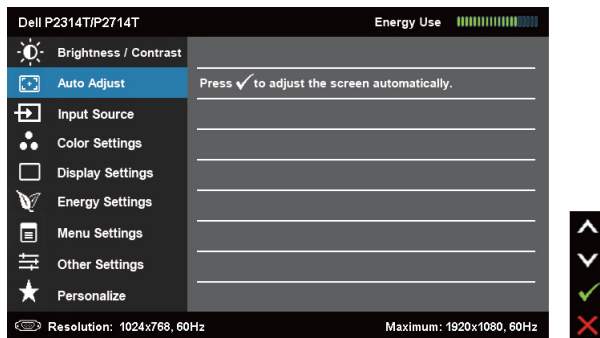 Dell P2314T/P2714T Energy Use
Brightness / Contrast
Auto Adjust Press ✓ to adjust the screen automatically.
Input Source
Color Settings
Display Settings
Energy Settings
Menu Settings
Other Settings
Personalize
Resolution: 1024x768, 60Hz Maximum: 1920x1080, 60Hz